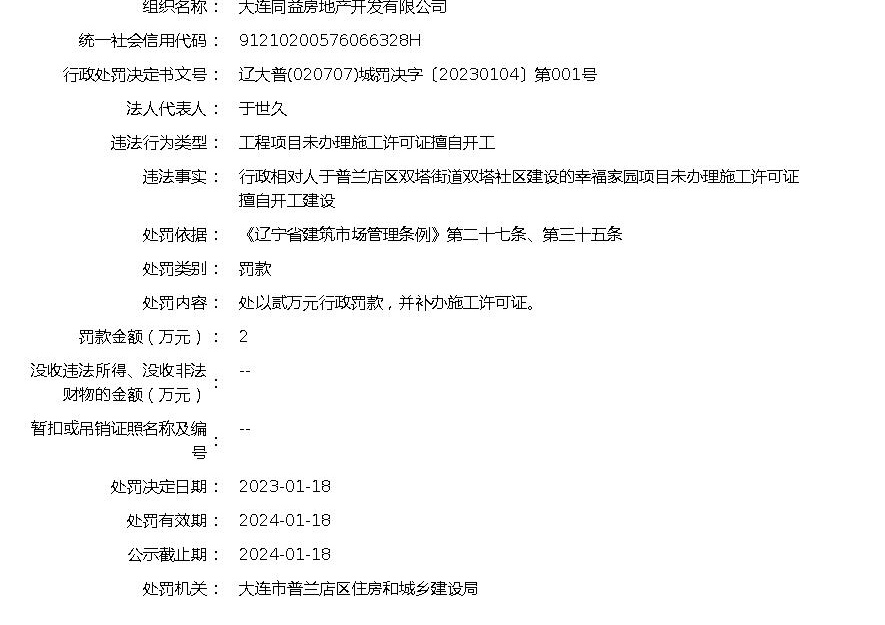 组织名称： 大连同益房地产开发有限公司
统一社会信用代码： 91210200576066328H
行政处罚决定书文号： 辽大普(020707)城罚决字〔20230104〕第001号
法人代表人： 于世久
违法行为类型： 工程项目未办理施工许可证擅自开工
违法事实： 行政相对人于普兰店区双塔街道双塔社区建设的幸福家园项目未办理施工许可证
擅自开工建设
处罚依据： 《辽宁省建筑市场管理条例》第二十七条、第三十五条
处罚类别： 罚款
处罚内容： 处以贰万元行政罚款，并补办施工许可证。
罚款金额（万元）： 2
没收违法所得、没收非法 --
财物的金额（万元）：
暂扣或吊销证照名称及编 --
号：
处罚决定日期： 2023-01-18
处罚有效期： 2024-01-18
公示截止期： 2024-01-18
处罚机关： 大连市普兰店区住房和城乡建设局